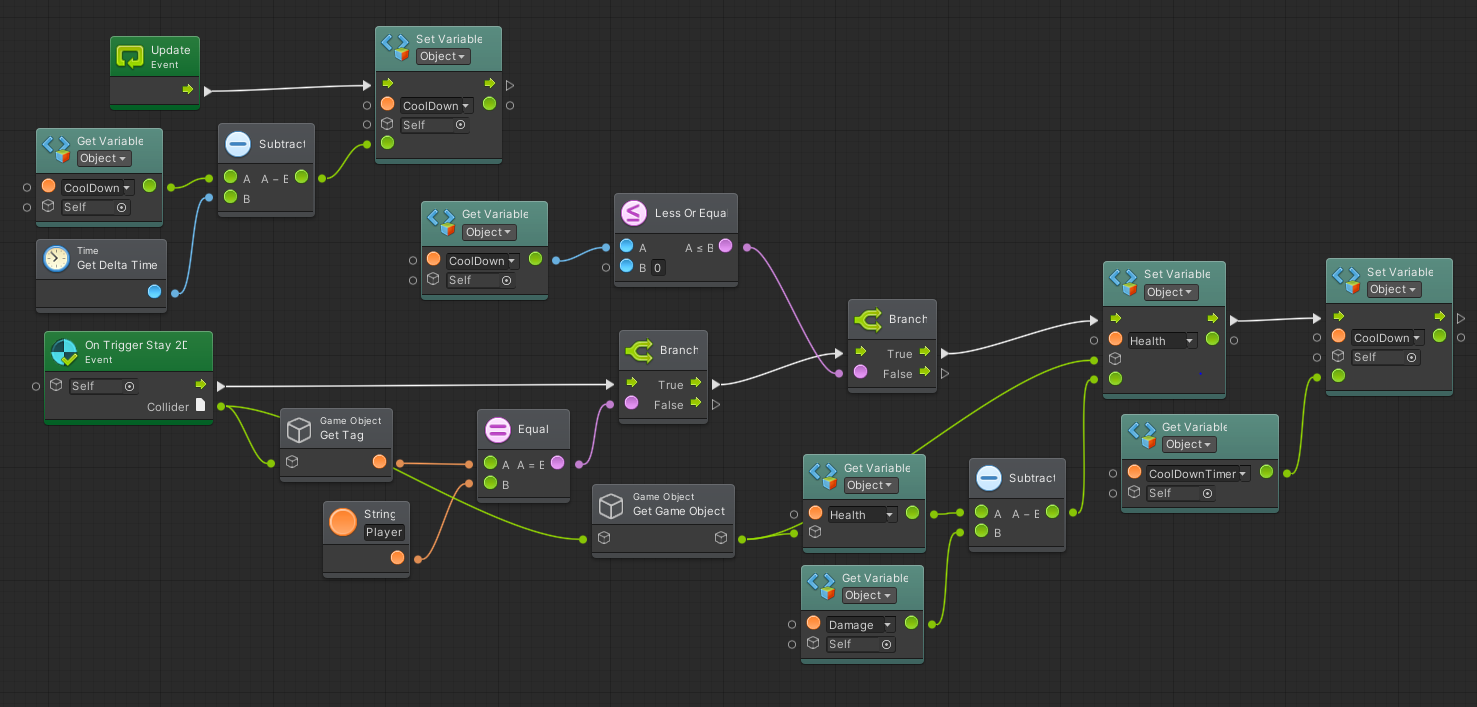 Update
Event
Set Variable
Object
CoolDown
Self
Get Variable
Object
CoolDown
Self
Subtract
A A − B
B
Time
Get Delta Time
Get Variable
Object
CoolDown
Self
Less Or Equal
A A ≤ B
B 0
On Trigger Stay 2D
Event
Self
Collider
Game Object
Get Tag
String
Player
Equal
A A = B
B
Branch
True
False
Branch
True
False
Game Object
Get Game Object
Get Variable
Object
Health
Get Variable
Object
Damage
Self
Subtract
A A − B
B
Set Variable
Object
Health
Get Variable
Object
CoolDownTimer
Self
Set Variable
Object
CoolDown
Self